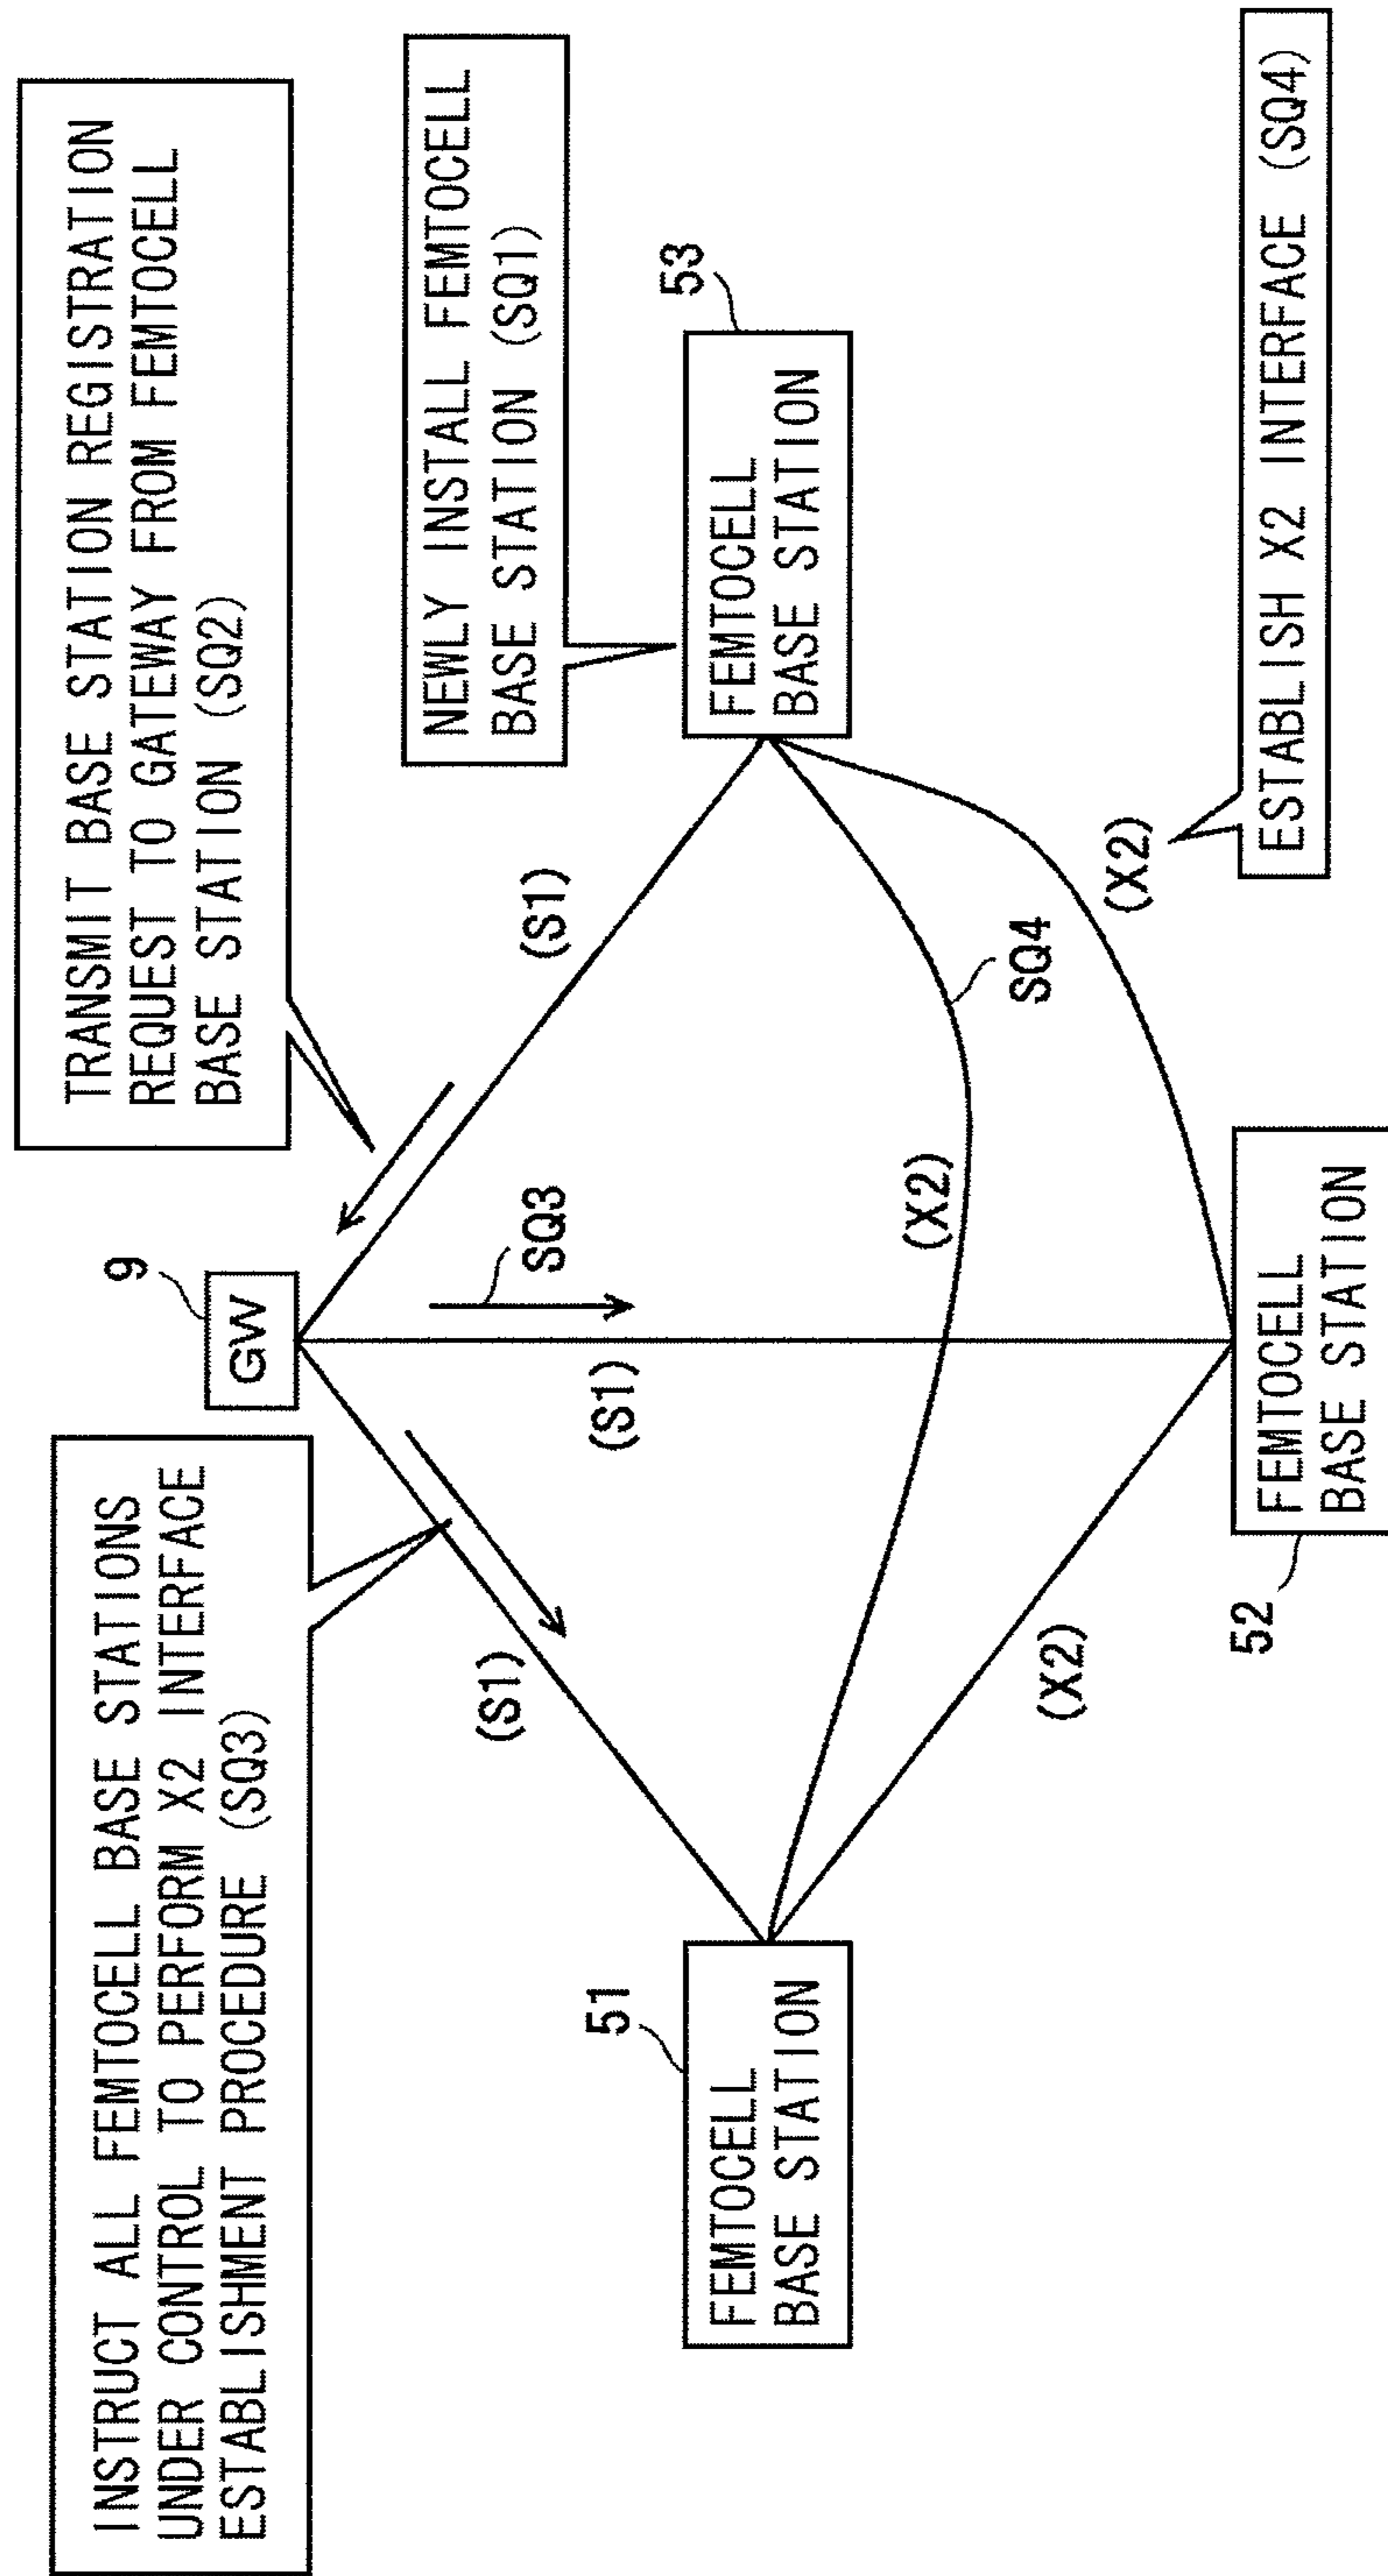 TRANSMIT BASE STATION REGISTRATION
REQUEST TO GATEWAY FROM FEMTOCELL
BASE STATION (SQ2)
INSTRUCT ALL FEMTOCELL BASE STATIONS
UNDER CONTROL TO PERFORM X2 INTERFACE
ESTABLISHMENT PROCEDURE (SQ3)
9
GW
NEWLY INSTALL FEMTOCELL
BASE STATION (SQ1)
(S1)
SQ3
(S1)
(S1)
51
FEMTOCELL
BASE STATION
53
FEMTOCELL
BASE STATION
(X2)
SQ4
(X2)
(X2)
52
FEMTOCELL
BASE STATION
ESTABLISH X2 INTERFACE (SQ4)